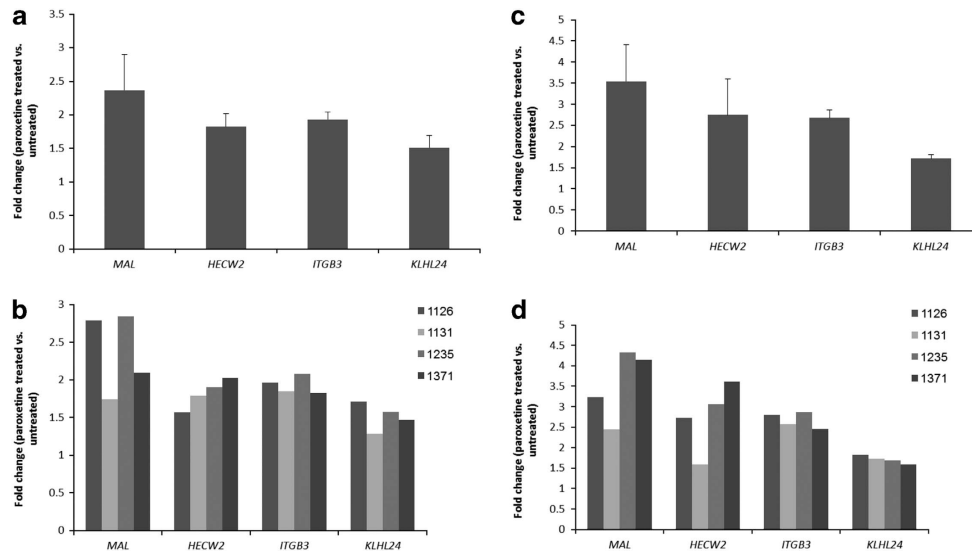 a
Fold change (paroxetine treated vs.
untreated)
3.5
3
2.5
2
1.5
1
0.5
0
MAL HECW2 ITGB3 KLHL24
c
Fold change (paroxetine treated vs.
untreated)
5
4.5
4
3.5
3
2.5
2
1.5
1
0.5
0
MAL HECW2 ITGB3 KLHL24
b
Fold change (paroxetine treated vs.
untreated)
3
2.5
2
1.5
1
0.5
0
MAL HECW2 ITGB3 KLHL24
1126
1131
1235
1371
d
Fold change (paroxetine treated vs.
untreated)
5
4.5
4
3.5
3
2.5
2
1.5
1
0.5
0
MAL HECW2 ITGB3 KLHL24
1126
1131
1235
1371